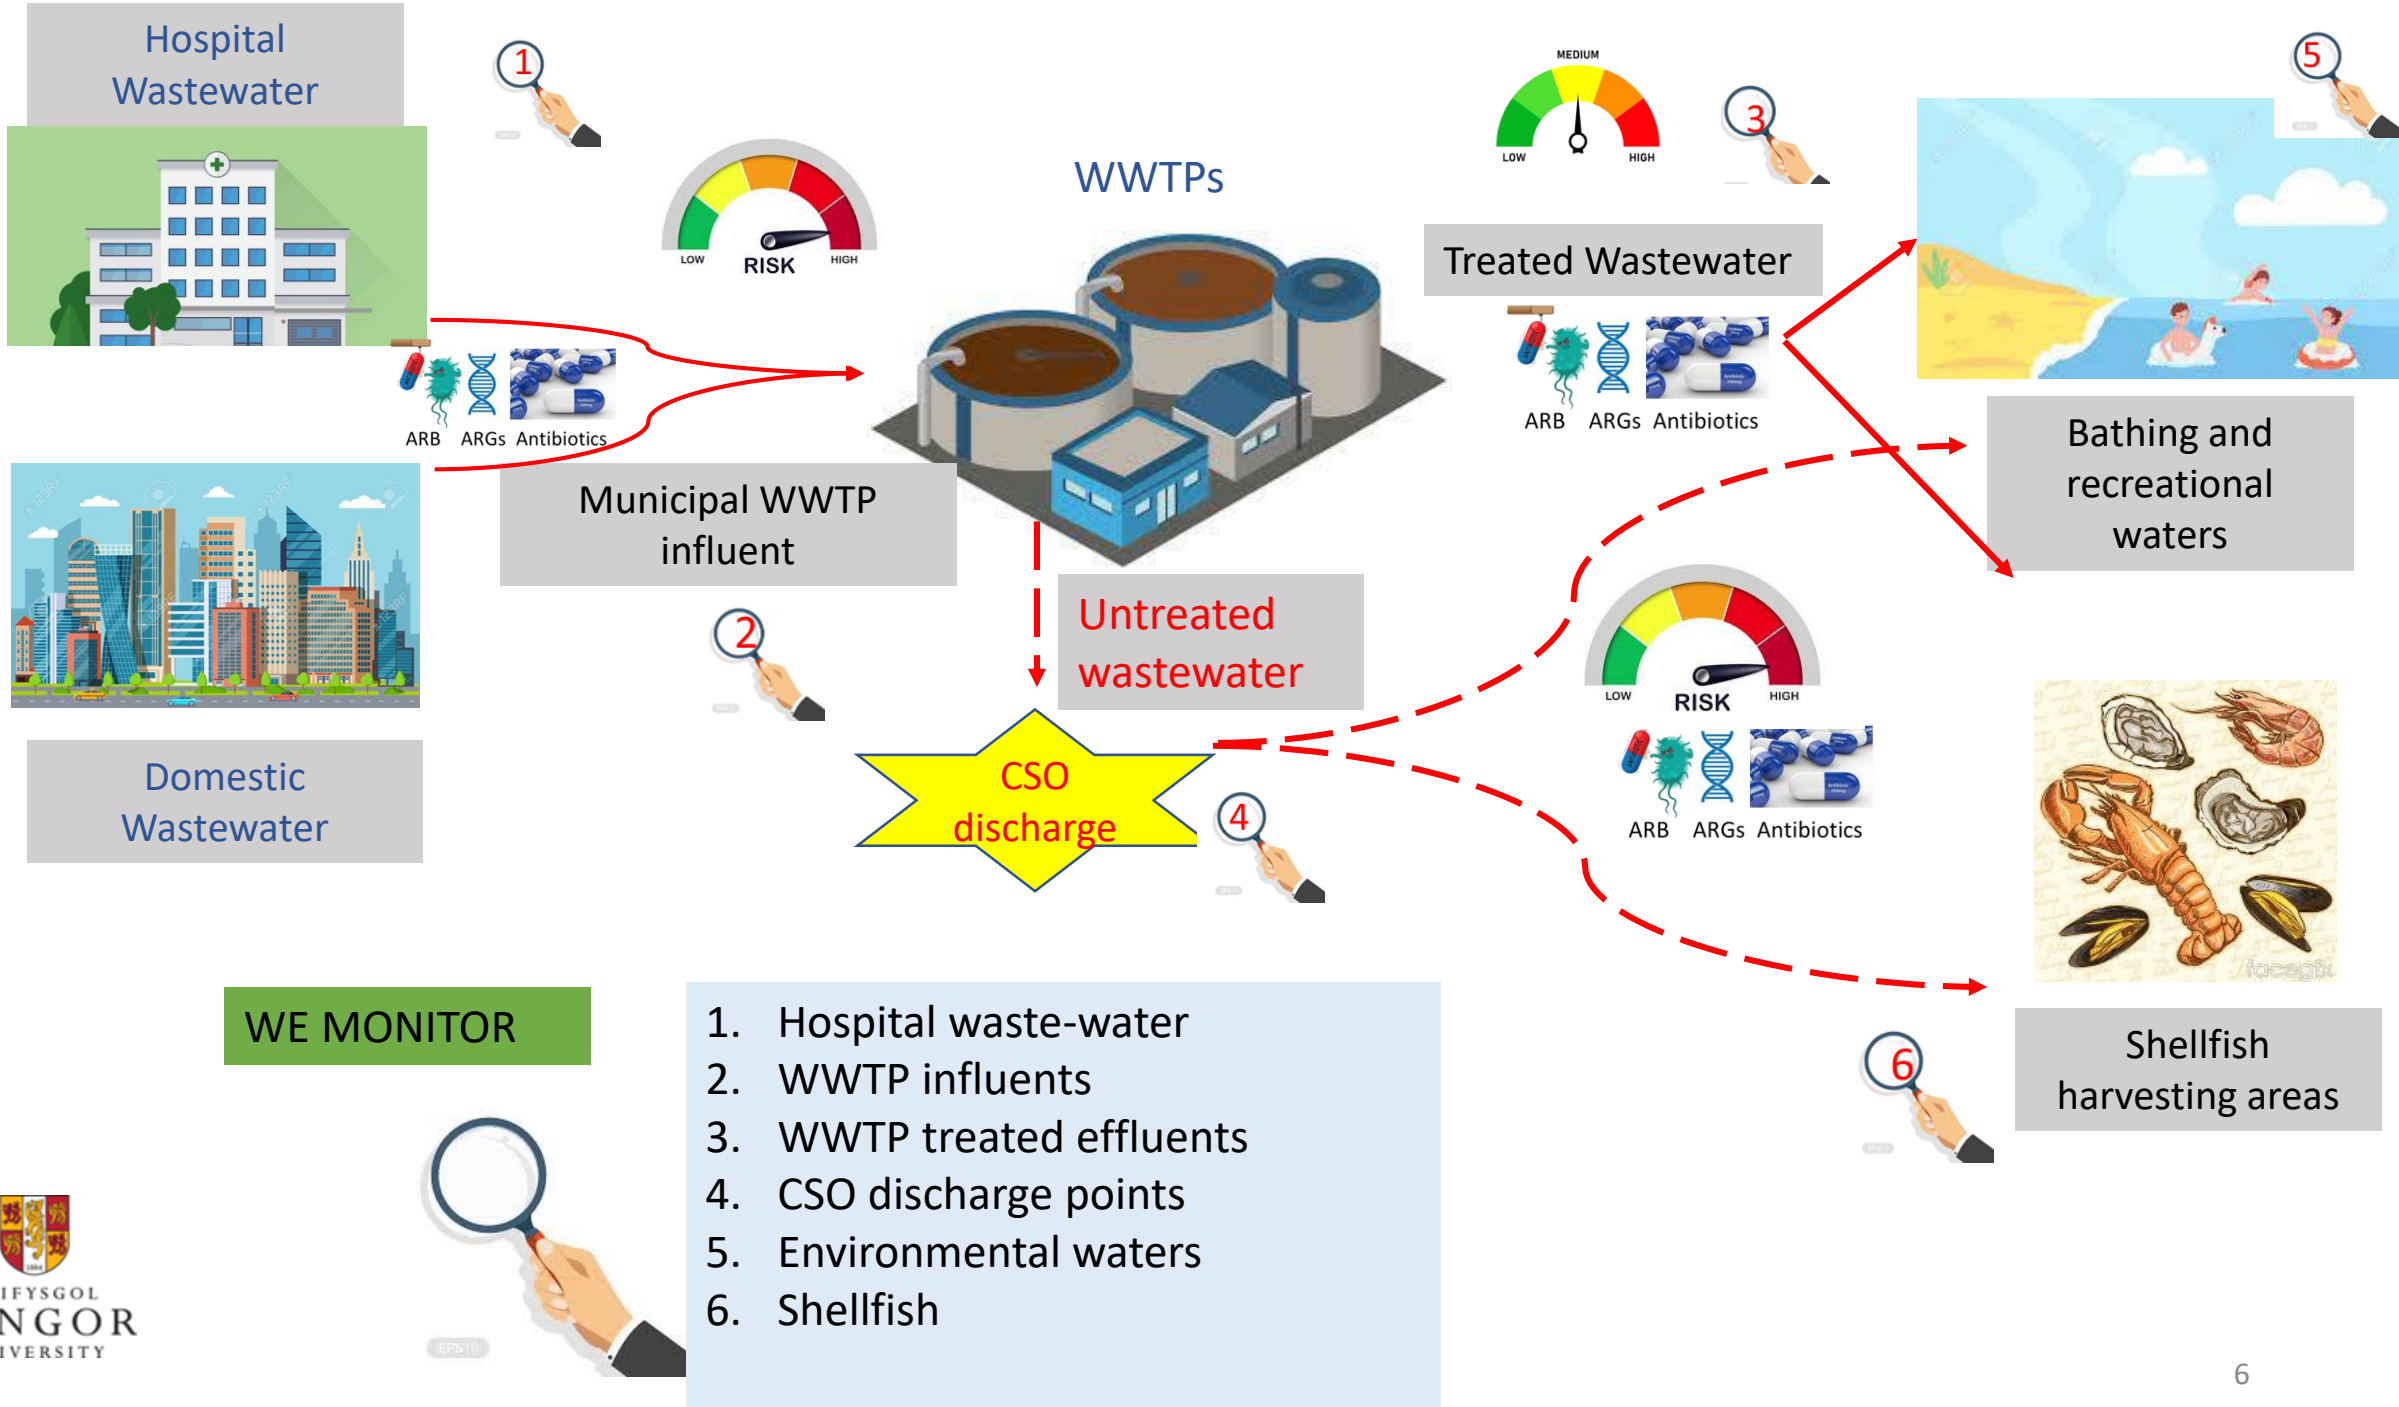 Hospital
Wastewater
1
LOW
RISK
HIGH
WWTPs
MEDIUM
LOW
HIGH
3
5
Treated Wastewater
ARB ARGs Antibiotics
ARB ARGs Antibiotics
Bathing and
recreational
waters
Municipal WWTP
influent
2
Untreated
wastewater
LOW
RISK
HIGH
ARB ARGs Antibiotics
CSO
discharge
4
Domestic
Wastewater
facegfx
Shellfish
harvesting areas
6
WE MONITOR
1. Hospital waste-water
2. WWTP influents
3. WWTP treated effluents
4. CSO discharge points
5. Environmental waters
6. Shellfish
EPS10
1884
IFYSGOL
NGOR
IVERSITY
6